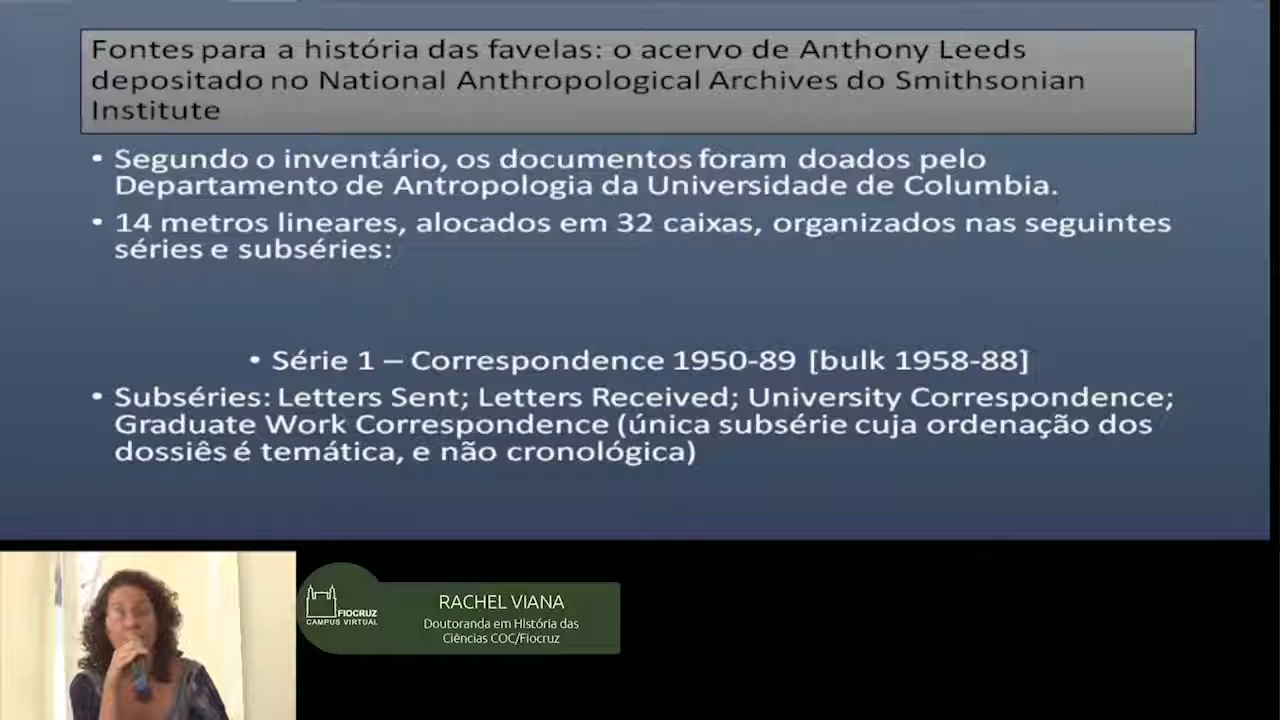 Fontes para a história das favelas: o acervo de Anthony Leeds
depositado no National Anthropological Archives do Smithsonian
Institute
• Segundo o inventário, os documentos foram doados pelo
Departamento de Antropologia da Universidade de Columbia.
• 14 metros lineares, alocados em 32 caixas, organizados nas seguintes
séries e subséries:
• Série 1 – Correspondence 1950-89 [bulk 1958-88]
• Subséries: Letters Sent; Letters Received; University Correspondence;
Graduate Work Correspondence (única subsérie cuja ordenação dos
dossiês é temática, e não cronológica)
FIOCRUZ
CAMPUS VIRTUAL
RACHEL VIANA
Doutoranda em História das
Ciências COC/Fiocruz